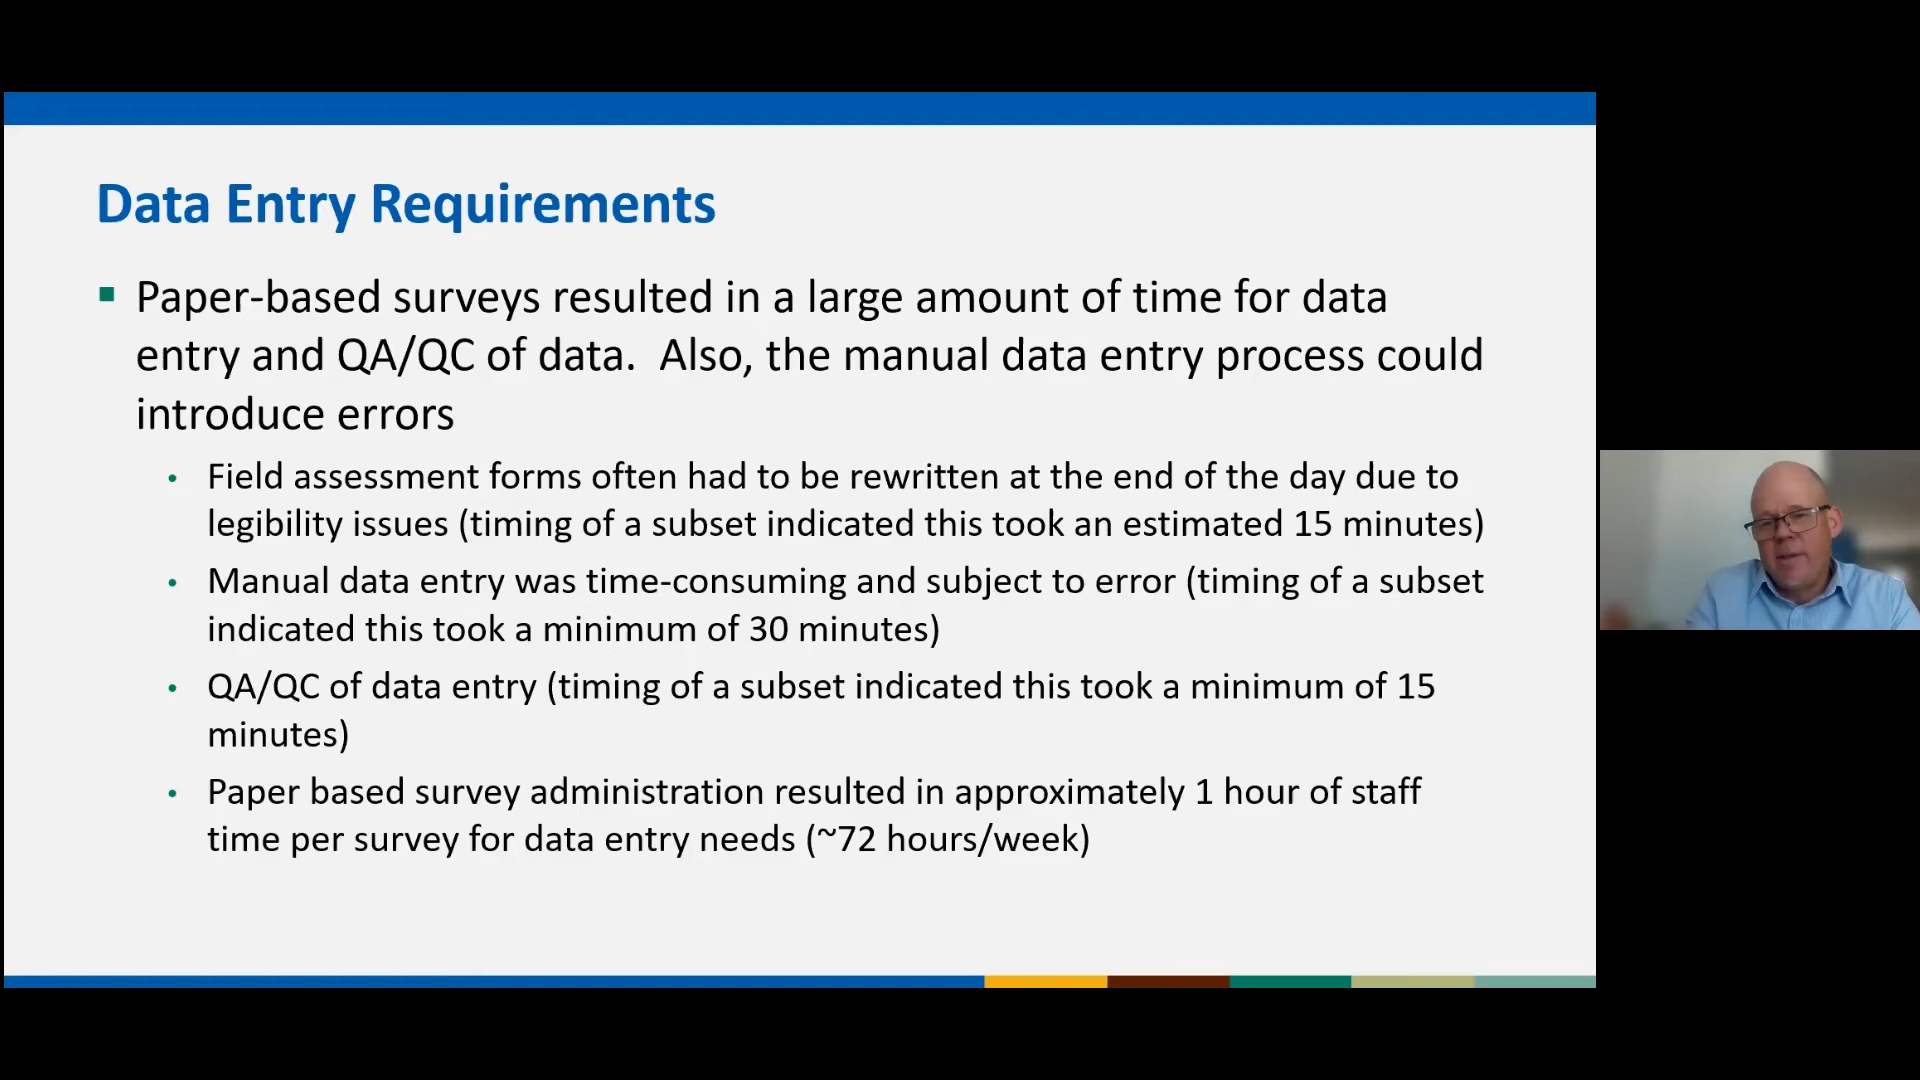 Data Entry Requirements
Paper-based surveys resulted in a large amount of time for data
entry and QA/QC of data.  Also, the manual data entry process could
introduce errors
Field assessment forms often had to be rewritten at the end of the day due to
legibility issues (timing of a subset indicated this took an estimated 15 minutes)
Manual data entry was time-consuming and subject to error (timing of a subset
indicated this took a minimum of 30 minutes)
QA/QC of data entry (timing of a subset indicated this took a minimum of 15
minutes)
Paper based survey administration resulted in approximately 1 hour of staff
time per survey for data entry needs (~72 hours/week)